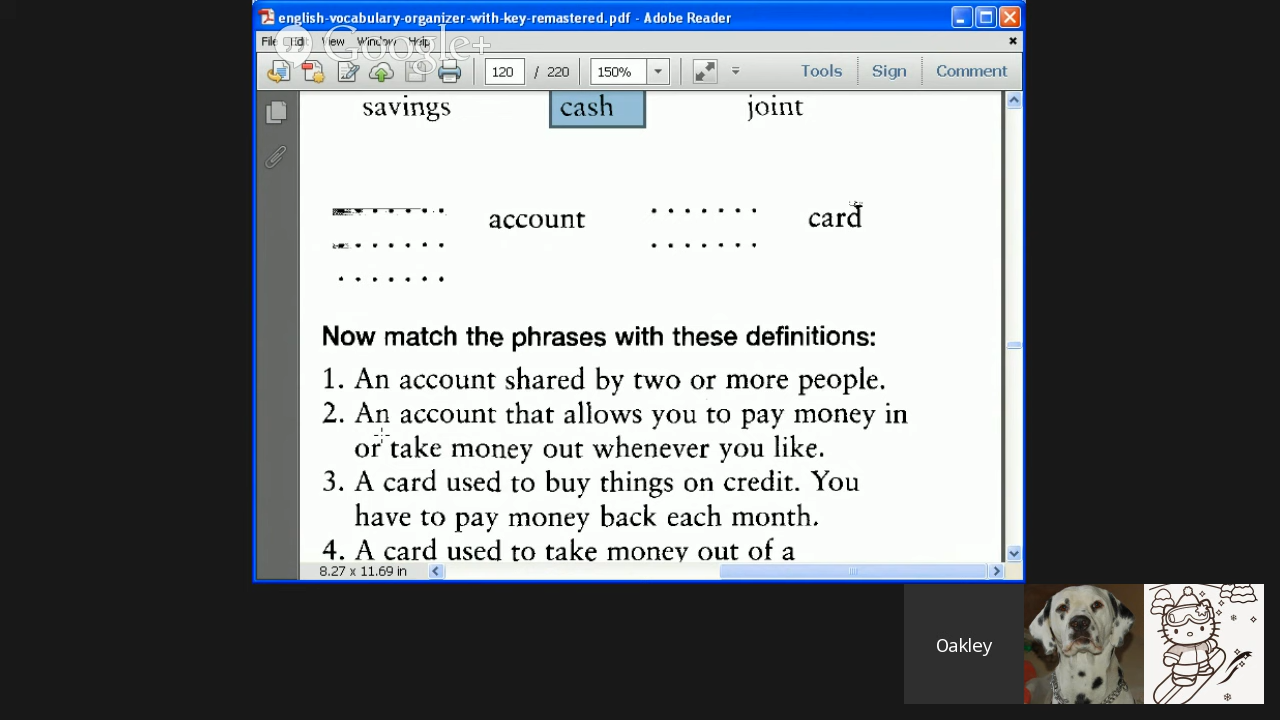 english-vocabulary-organizer-with-key-remastered.pdf - Adobe Reader
File Edit View Window Help
Google+
120 / 220 150% Tools Sign Comment
savings cash joint
account card
Now match the phrases with these definitions:
1. An account shared by two or more people.
2. An account that allows you to pay money in
or take money out whenever you like.
3. A card used to buy things on credit. You
have to pay money back each month.
4. A card used to take money out of a
8.27 x 11.69 in
Oakley